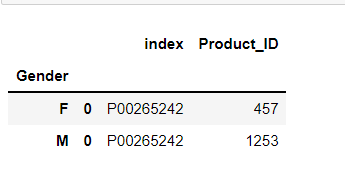 index Product_ID
Gender
F 0 P00265242 457
M 0 P00265242 1253